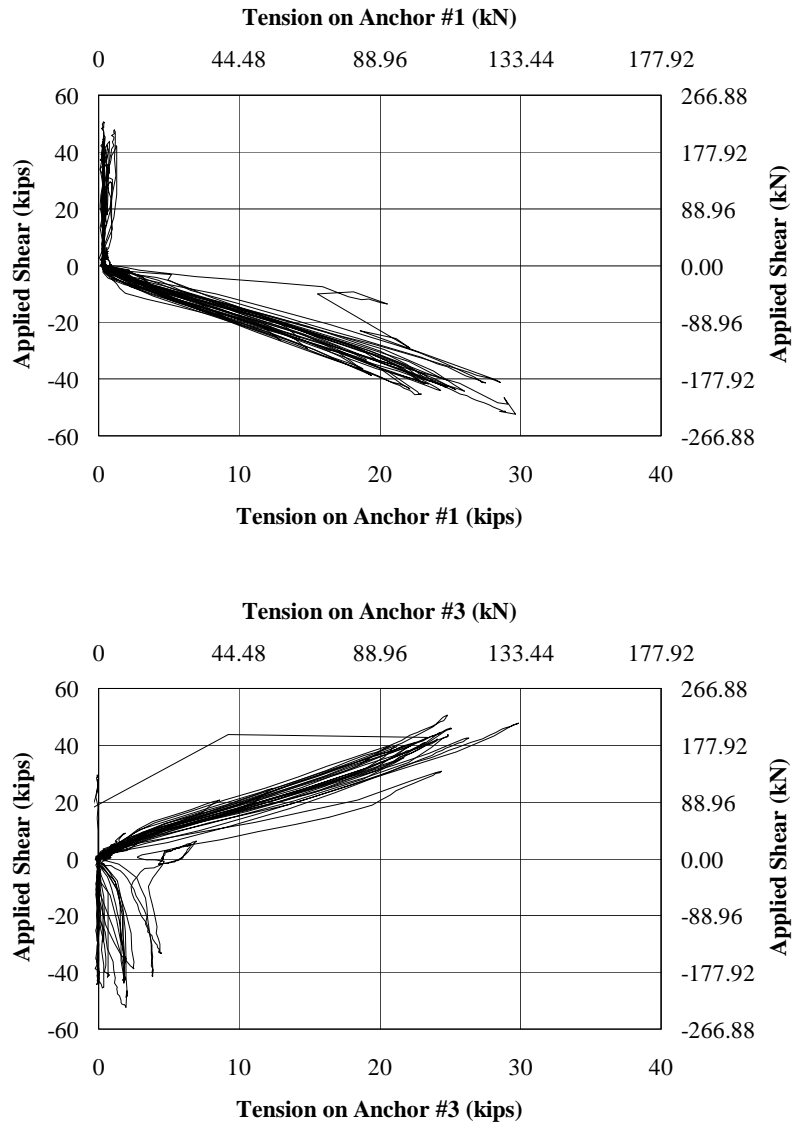 Tension on Anchor #1 (kN)
0 44.48 88.96 133.44 177.92
60 266.88
40 177.92
20 88.96
0 0.00
-20 -88.96
-40 -177.92
-60 -266.88
Applied Shear (kips)
Applied Shear (kN)
0 10 20 30 40
Tension on Anchor #1 (kips)
Tension on Anchor #3 (kN)
0 44.48 88.96 133.44 177.92
60 266.88
40 177.92
20 88.96
0 0.00
-20 -88.96
-40 -177.92
-60 -266.88
Applied Shear (kips)
Applied Shear (kN)
0 10 20 30 40
Tension on Anchor #3 (kips)